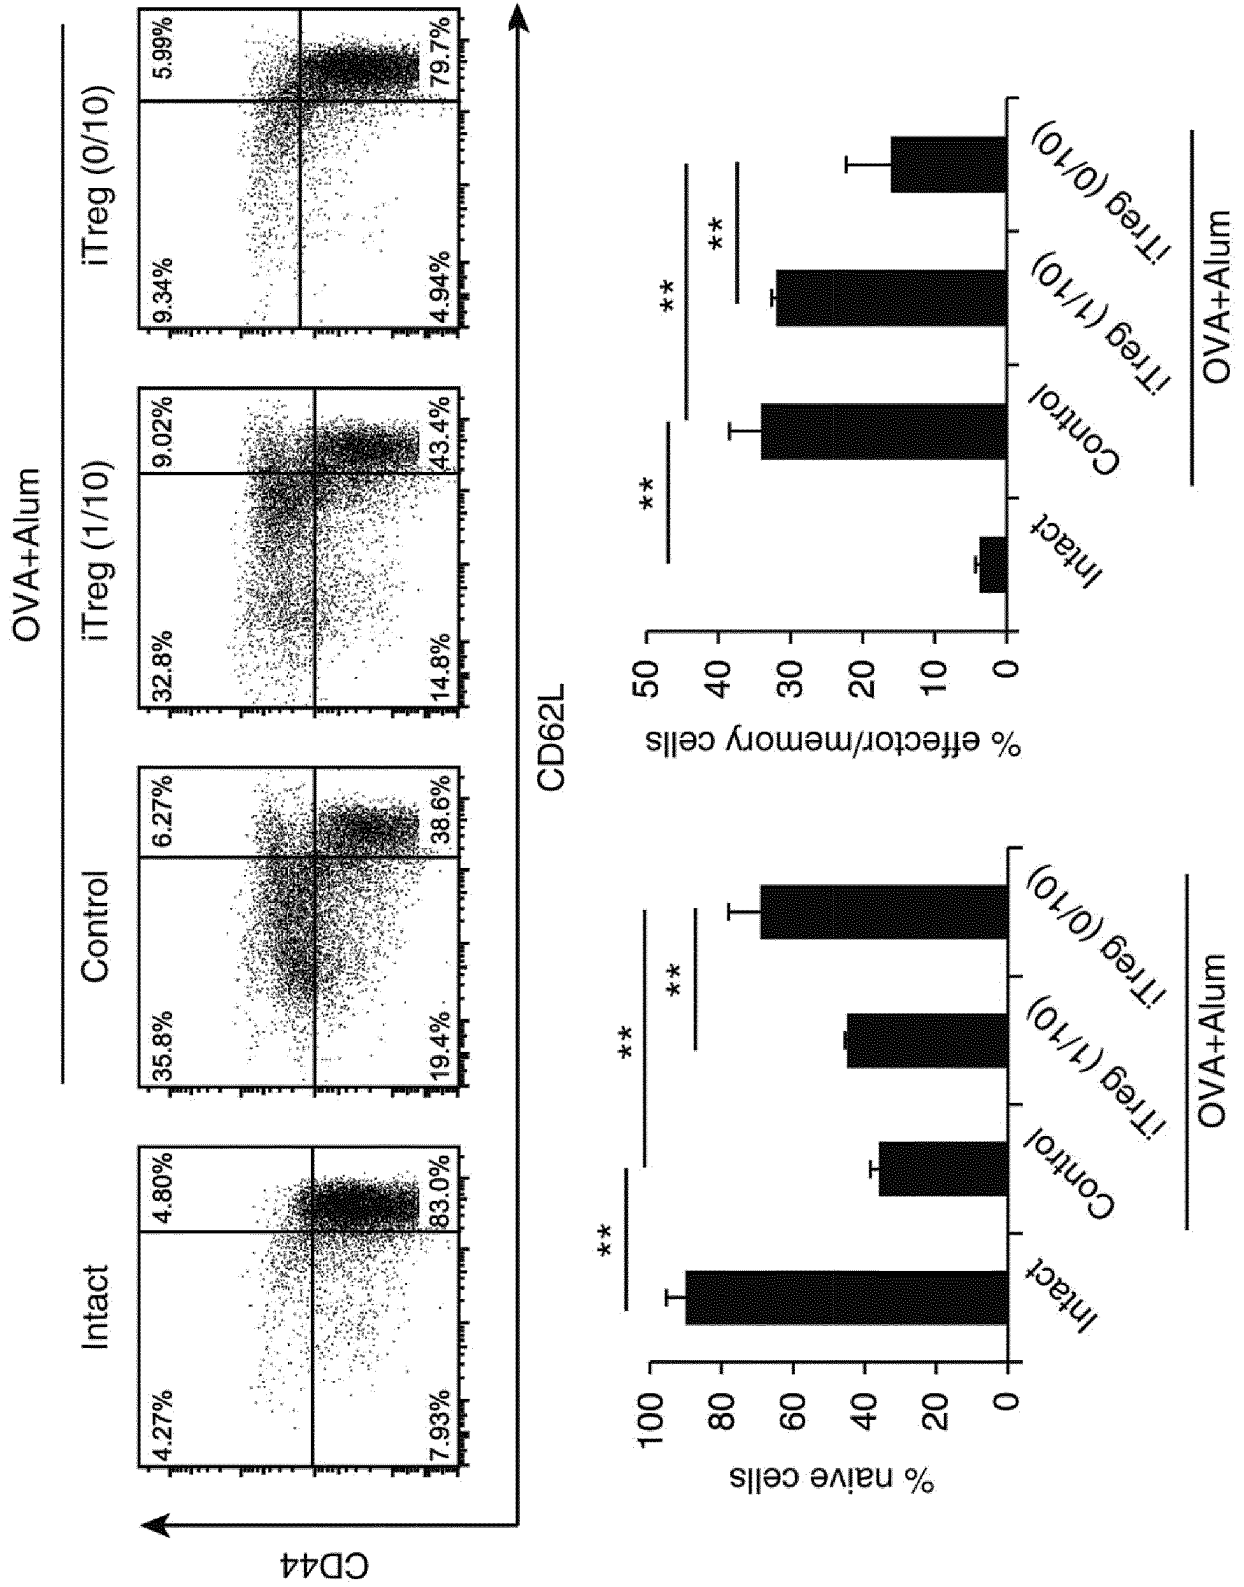 OVA+Alum
Intact
Control
iTreg (1/10)
iTreg (0/10)
4.27%
4.80%
7.93%
83.0%
35.8%
6.27%
19.4%
38.6%
32.8%
9.02%
14.8%
43.4%
9.34%
5.99%
4.94%
79.7%
CD44
CD62L
% naive cells
100
80
60
40
20
0
**
**
**
Intact
Control
iTreg (1/10)
iTreg (0/10)
OVA+Alum
% effector/memory cells
50
40
30
20
10
0
**
**
**
Intact
Control
iTreg (1/10)
iTreg (0/10)
OVA+Alum